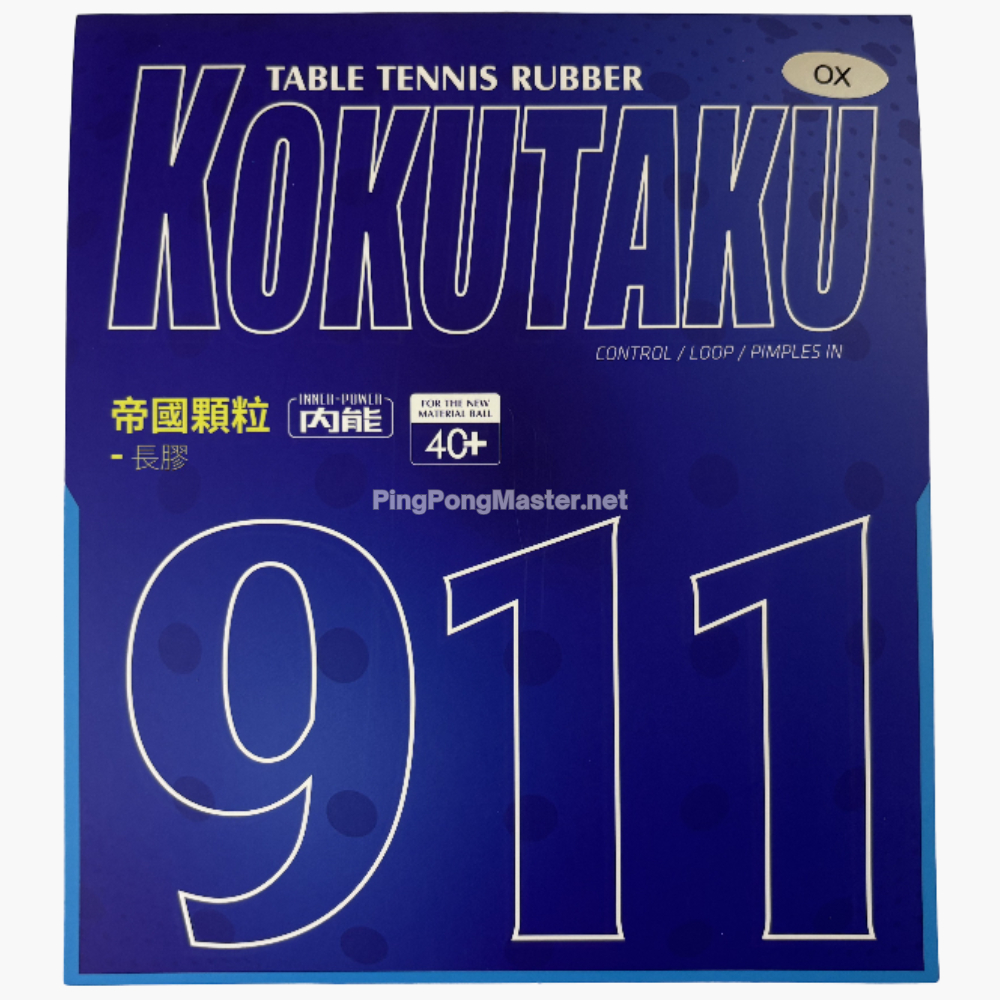 TABLE TENNIS RUBBER
OX
KOKUTAKU
CONTROL / LOOP / PIMPLES IN
帝國顆粒
- 長膠
INNER-POWER
内能
FOR THE NEW
MATERIAL BALL
40+
PingPongMaster.net
911